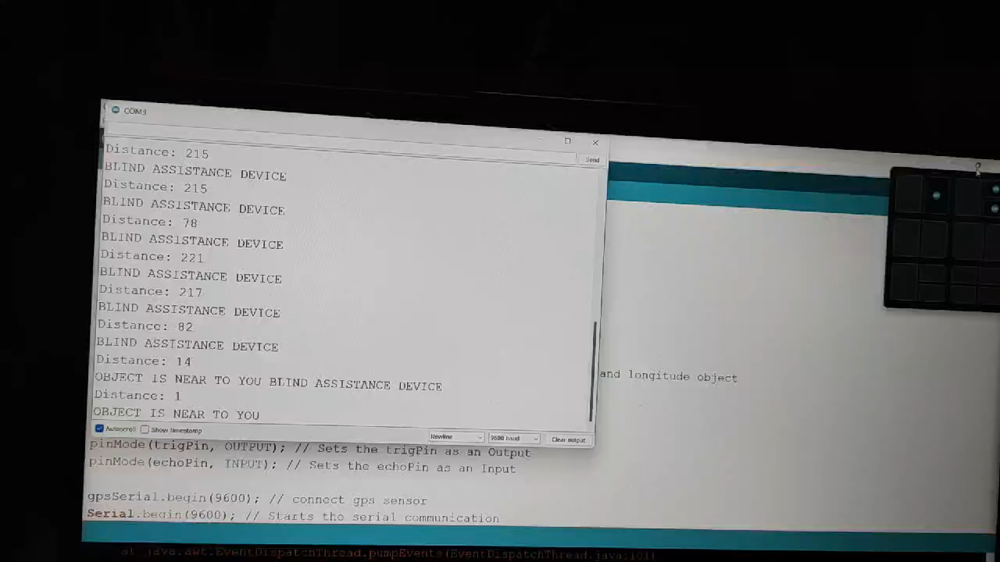 COM3
Send
Distance: 215
BLIND ASSISTANCE DEVICE
Distance: 215
BLIND ASSISTANCE DEVICE
Distance: 78
BLIND ASSISTANCE DEVICE
Distance: 221
BLIND ASSISTANCE DEVICE
Distance: 217
BLIND ASSISTANCE DEVICE
Distance: 82
BLIND ASSISTANCE DEVICE
Distance: 14
OBJECT IS NEAR TO YOU BLIND ASSISTANCE DEVICE
Distance: 1
OBJECT IS NEAR TO YOU
Autoscroll Show timestamp Newline 9600 baud Clear output
and longitude object
pinMode(trigPin, OUTPUT); // Sets the trigPin as an Output
pinMode(echoPin, INPUT); // Sets the echoPin as an Input
gpsSerial.begin(9600); // connect gps sensor
Serial.begin(9600); // Starts the serial communication
at java.awt.EventDispatchThread.pumpEvents(EventDispatchThread.java:101)